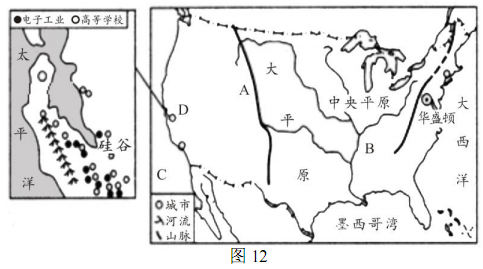 电子工业 高等学校
太
平
洋
硅谷
A
B
C
D
大
平
原
中央平原
华盛顿
大
西
洋
墨西哥湾
城市
河流
山脉
图 12